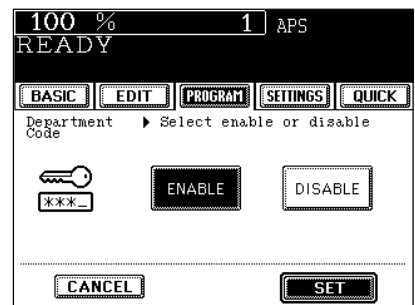 100 % 1 APS
READY
BASIC EDIT PROGRAM SETTINGS QUICK
Department ▶ Select enable or disable
Code
ENABLE DISABLE
***_
CANCEL SET